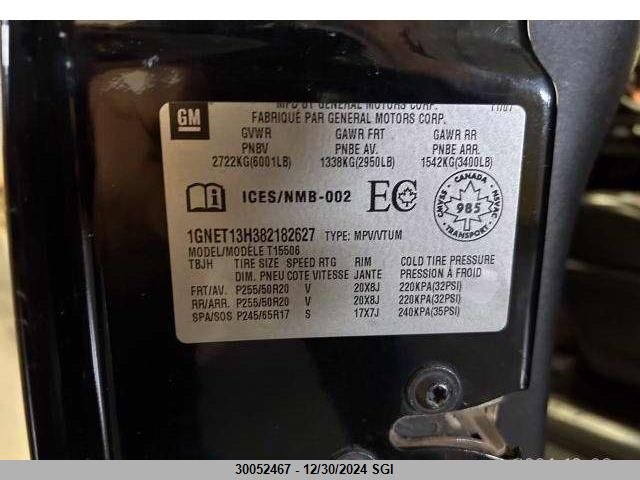 MFD BY GENERAL MOTORS CORP. 11/07
GM
FABRIQUÉ PAR GENERAL MOTORS CORP.
GVWR GAWR FRT GAWR RR
PNBV PNBE AV. PNBE ARR.
2722KG(6001LB) 1338KG(2950LB) 1542KG(3400LB)
i ICES/NMB-002 EC
CANADA
CMVSS NSVAC
985
TRANSPORT
1GNET13H382182627 TYPE: MPV/VTUM
MODEL/MODÈLE T15506
TBJH TIRE SIZE SPEED RTG RIM COLD TIRE PRESSURE
DIM. PNEU COTE VITESSE JANTE PRESSION À FROID
FRT/AV. P255/50R20 V 20X8J 220KPA(32PSI)
RR/ARR. P255/50R20 V 20X8J 220KPA(32PSI)
SPA/SOS P245/65R17 S 17X7J 240KPA(35PSI)
30052467 - 12/30/2024 SGI